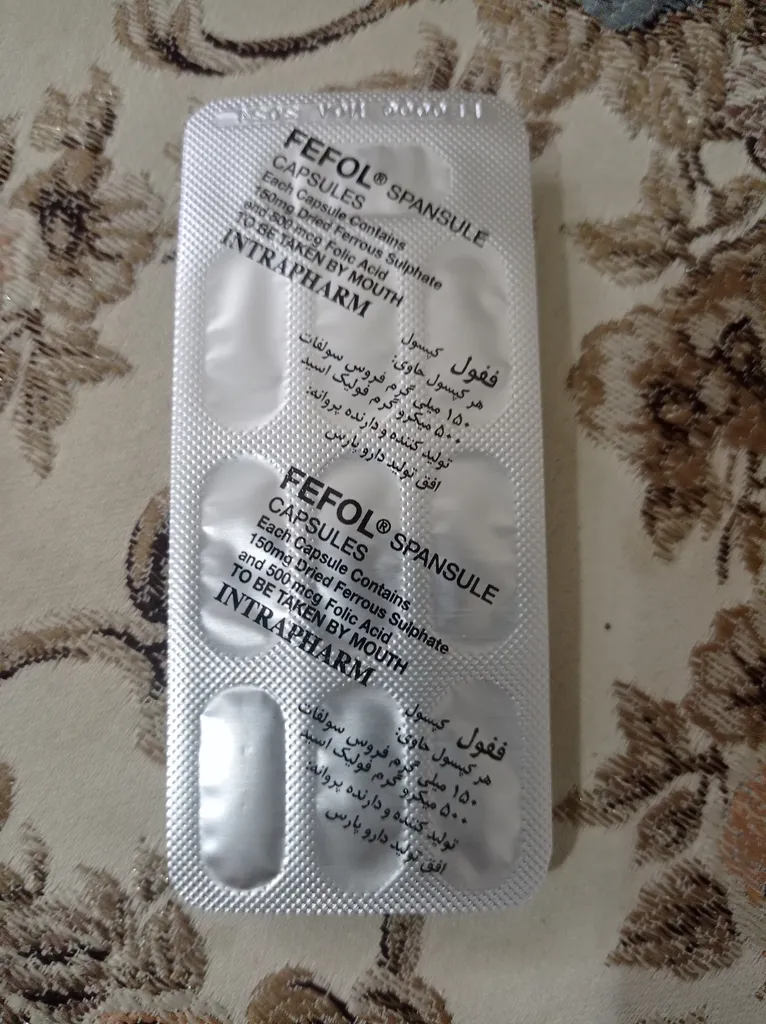 FEFOL® SPANSULE
CAPSULES
Each Capsule Contains
150mg Dried Ferrous Sulphate
and 500 mcg Folic Acid
TO BE TAKEN BY MOUTH
INTRAPHARM
ففول کپسول
هر کپسول حاوی:
۱۵۰ میلی گرم فروس سولفات
۵۰۰ میکرو گرم فولیک اسید
تولید کننده و دارنده پروانه:
افق تولید دارو پارس
FEFOL® SPANSULE
CAPSULES
Each Capsule Contains
150mg Dried Ferrous Sulphate
and 500 mcg Folic Acid
TO BE TAKEN BY MOUTH
INTRAPHARM
ففول کپسول
هر کپسول حاوی:
۱۵۰ میلی گرم فروس سولفات
۵۰۰ میکرو گرم فولیک اسید
تولید کننده و دارنده پروانه:
افق تولید دارو پارس